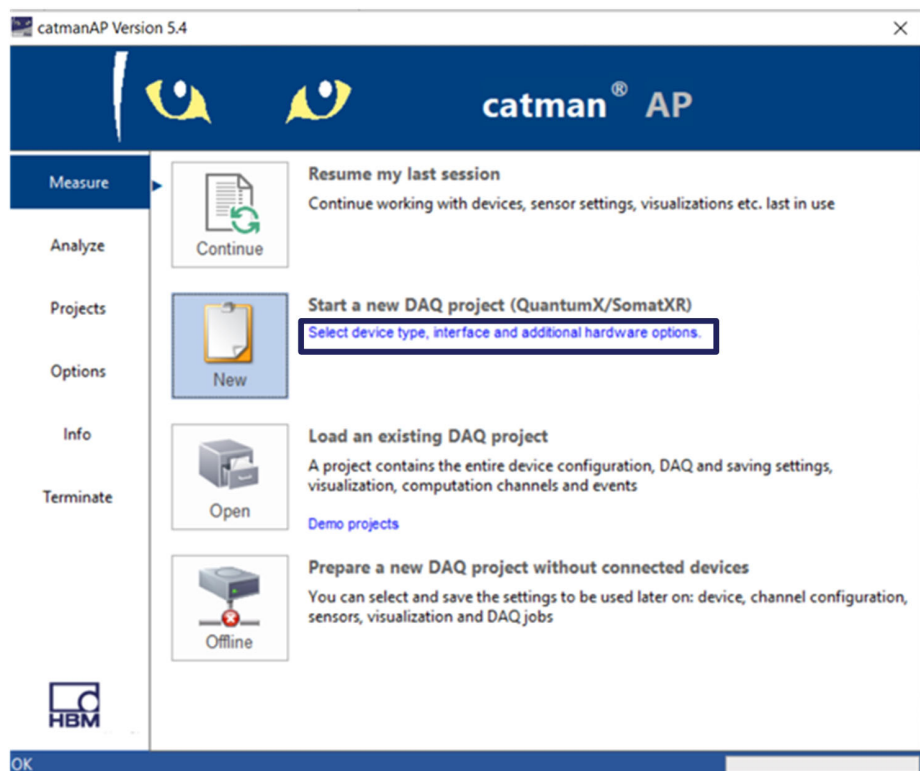 catmanAP Version 5.4
catman® AP
Measure
Analyze
Projects
Options
Info
Terminate
Continue
Resume my last session
Continue working with devices, sensor settings, visualizations etc. last in use
New
Start a new DAQ project (QuantumX/SomatXR)
Select device type, interface and additional hardware options.
Open
Load an existing DAQ project
A project contains the entire device configuration, DAQ and saving settings,
visualization, computation channels and events
Demo projects
Offline
Prepare a new DAQ project without connected devices
You can select and save the settings to be used later on: device, channel configuration,
sensors, visualization and DAQ jobs
HBM
OK